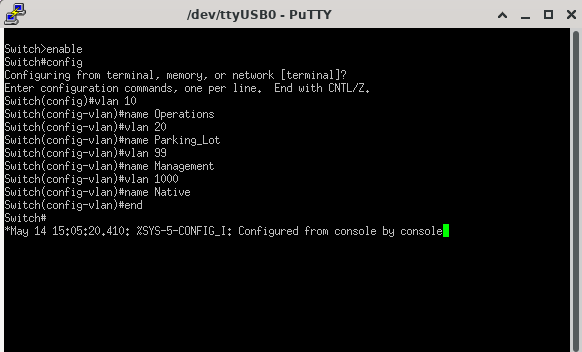 /dev/ttyUSB0 - PuTTY
Switch>enable
Switch#config
Configuring from terminal, memory, or network [terminal]?
Enter configuration commands, one per line.  End with CNTL/Z.
Switch(config)#vlan 10
Switch(config-vlan)#name Operations
Switch(config-vlan)#vlan 20
Switch(config-vlan)#name Parking_Lot
Switch(config-vlan)#vlan 99
Switch(config-vlan)#name Management
Switch(config-vlan)#vlan 1000
Switch(config-vlan)#name Native
Switch(config-vlan)#end
Switch#
*May 14 15:05:20.410: %SYS-5-CONFIG_I: Configured from console by console